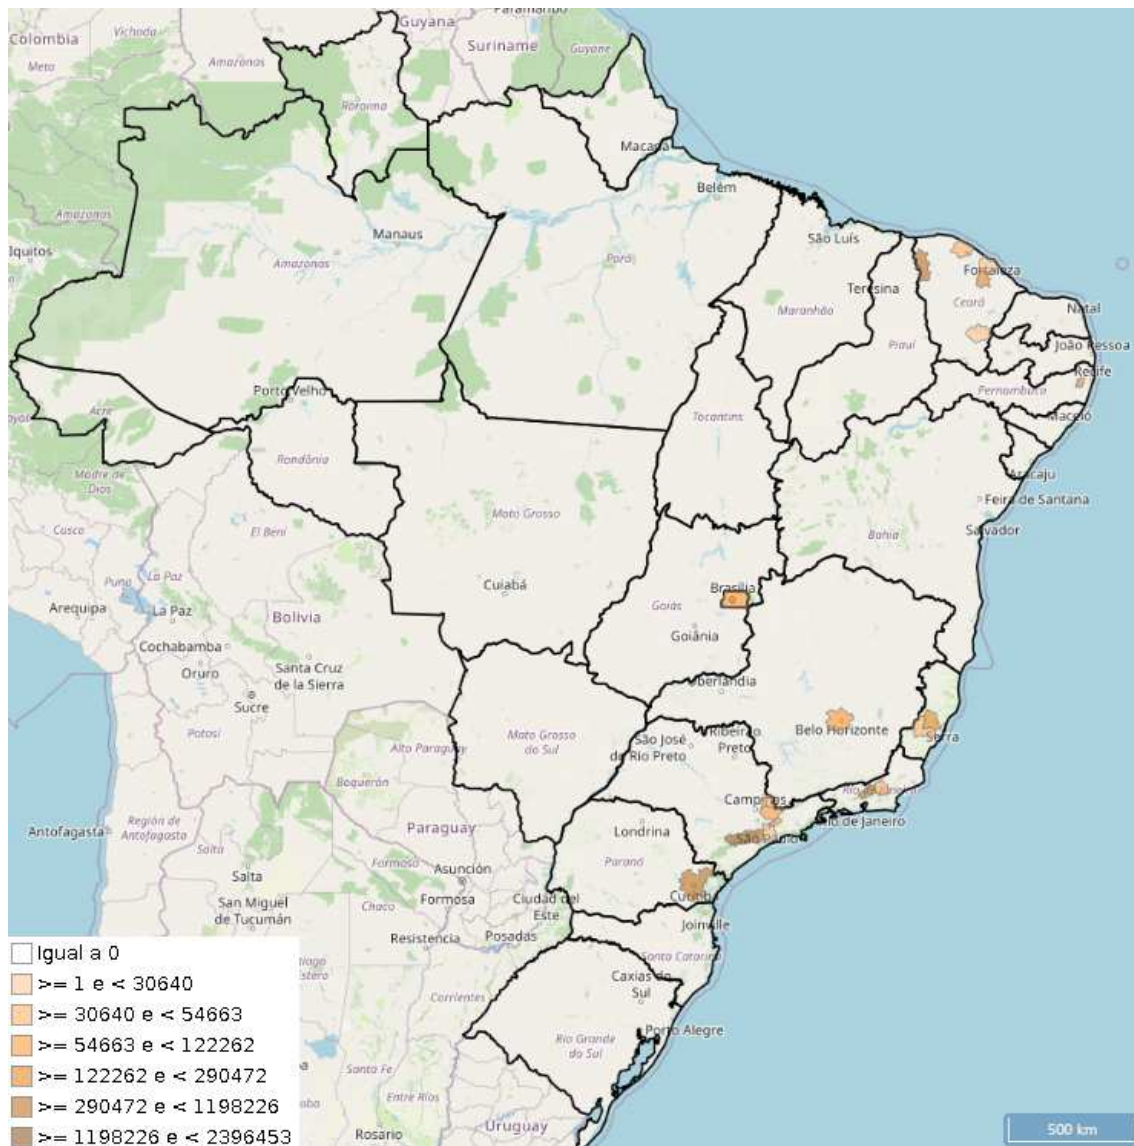 Paramaribo
Guyana
Colombia
Vichada
Suriname
Guyane
Meta
Amazonas
Roraima
Macapá
Belém
Amazonas
São Luís
Manaus
Iquitos
Amazonas
Pará
Fortaleza
Teresina
Ceará
Maranhão
Natal
Piauí
João Pessoa
Recife
Porto Velho
Pernambuco
Acre
Tocantins
Maceió
Rondônia
Madre de
Dios
Aracaju
Feira de Santana
Mato Grosso
Cusco
El Beni
Bahia
Salvador
La Paz
Puno
Cuiabá
Brasília
Arequipa
La Paz
Bolivia
Goiás
Goiânia
Cochabamba
Oruro
Santa Cruz
de la Sierra
Uberlandia
Sucre
Potosí
Alto Paraguay
Mato Grosso
do Sul
São José
do Rio Preto
Ribeirão
Preto
Belo Horizonte
Serra
Boquerón
Campinas
Rio de Janeiro
Antofagasta
Región de
Antofagasta
Paraguay
Londrina
São Paulo
Rio de Janeiro
Salta
Formosa
Asunción
Paraná
Salta
San Miguel
de Tucumán
Chaco
Formosa
Ciudad del
Este
Curitiba
Joinville
Resistencia
Posadas
Santa Catarina
Corrientes
Caxias do
Sul
Porto Alegre
Rio Grande
do Sul
Santa Fe
Entre Ríos
Rosario
Uruguay
Igual a 0
>= 1 e < 30640
>= 30640 e < 54663
>= 54663 e < 122262
>= 122262 e < 290472
>= 290472 e < 1198226
>= 1198226 e < 2396453
500 km